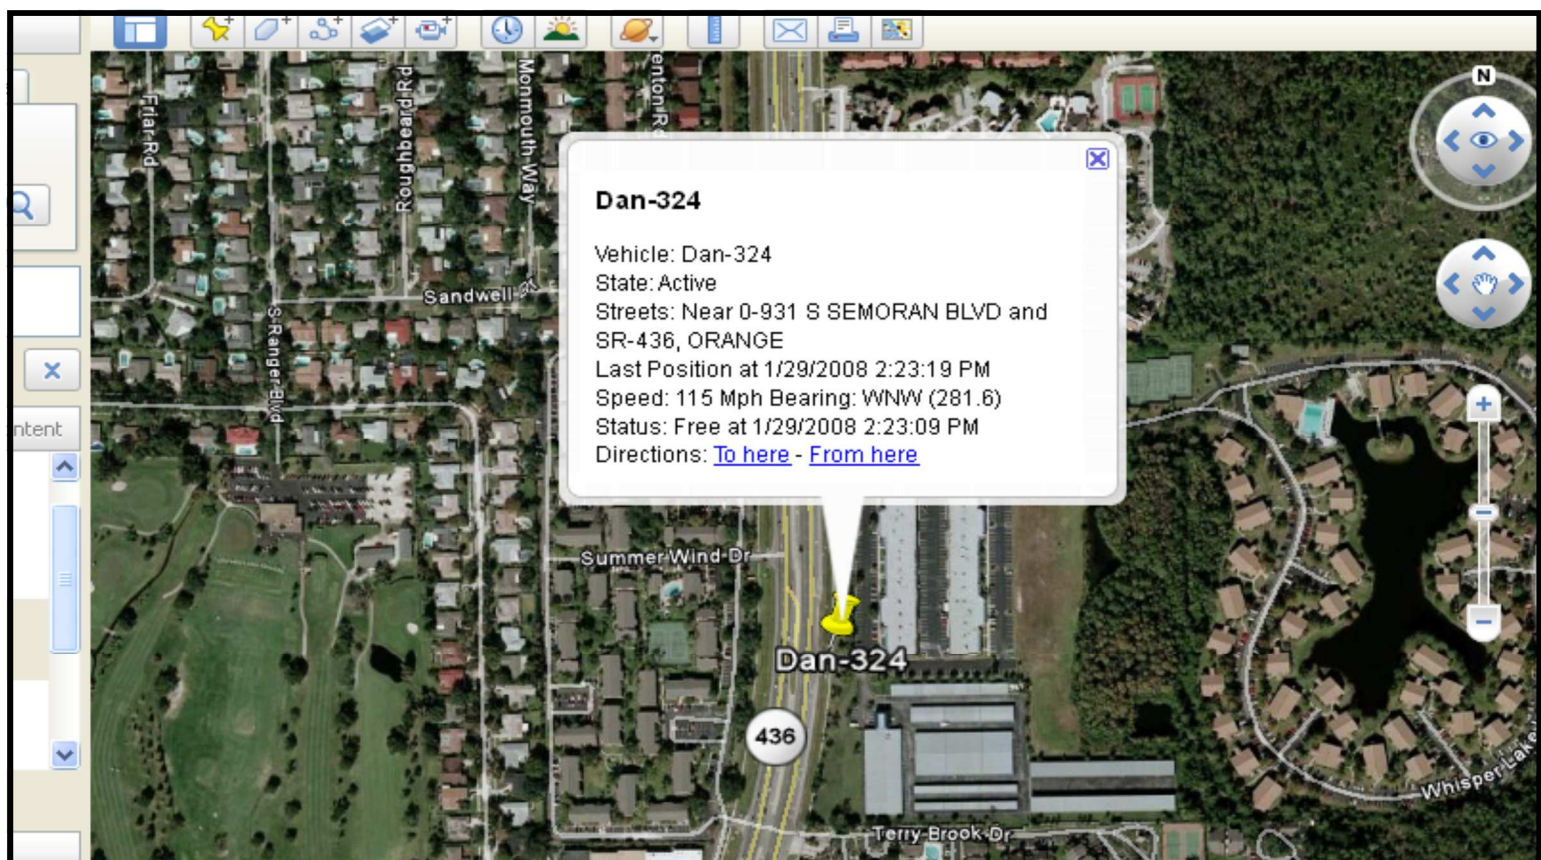 N
Friar Rd
Roughbeard Rd
Monmouth Way
enton Rd
Dan-324
Vehicle: Dan-324
State: Active
Streets: Near 0-931 S SEMORAN BLVD and
SR-436, ORANGE
Last Position at 1/29/2008 2:23:19 PM
Speed: 115 Mph Bearing: WNW (281.6)
Status: Free at 1/29/2008 2:23:09 PM
Directions: To here - From here
Sandwell
S Ranger Blvd
ntent
Summer Wind Dr
Dan-324
436
Whisper Lake
Terry Brook Dr